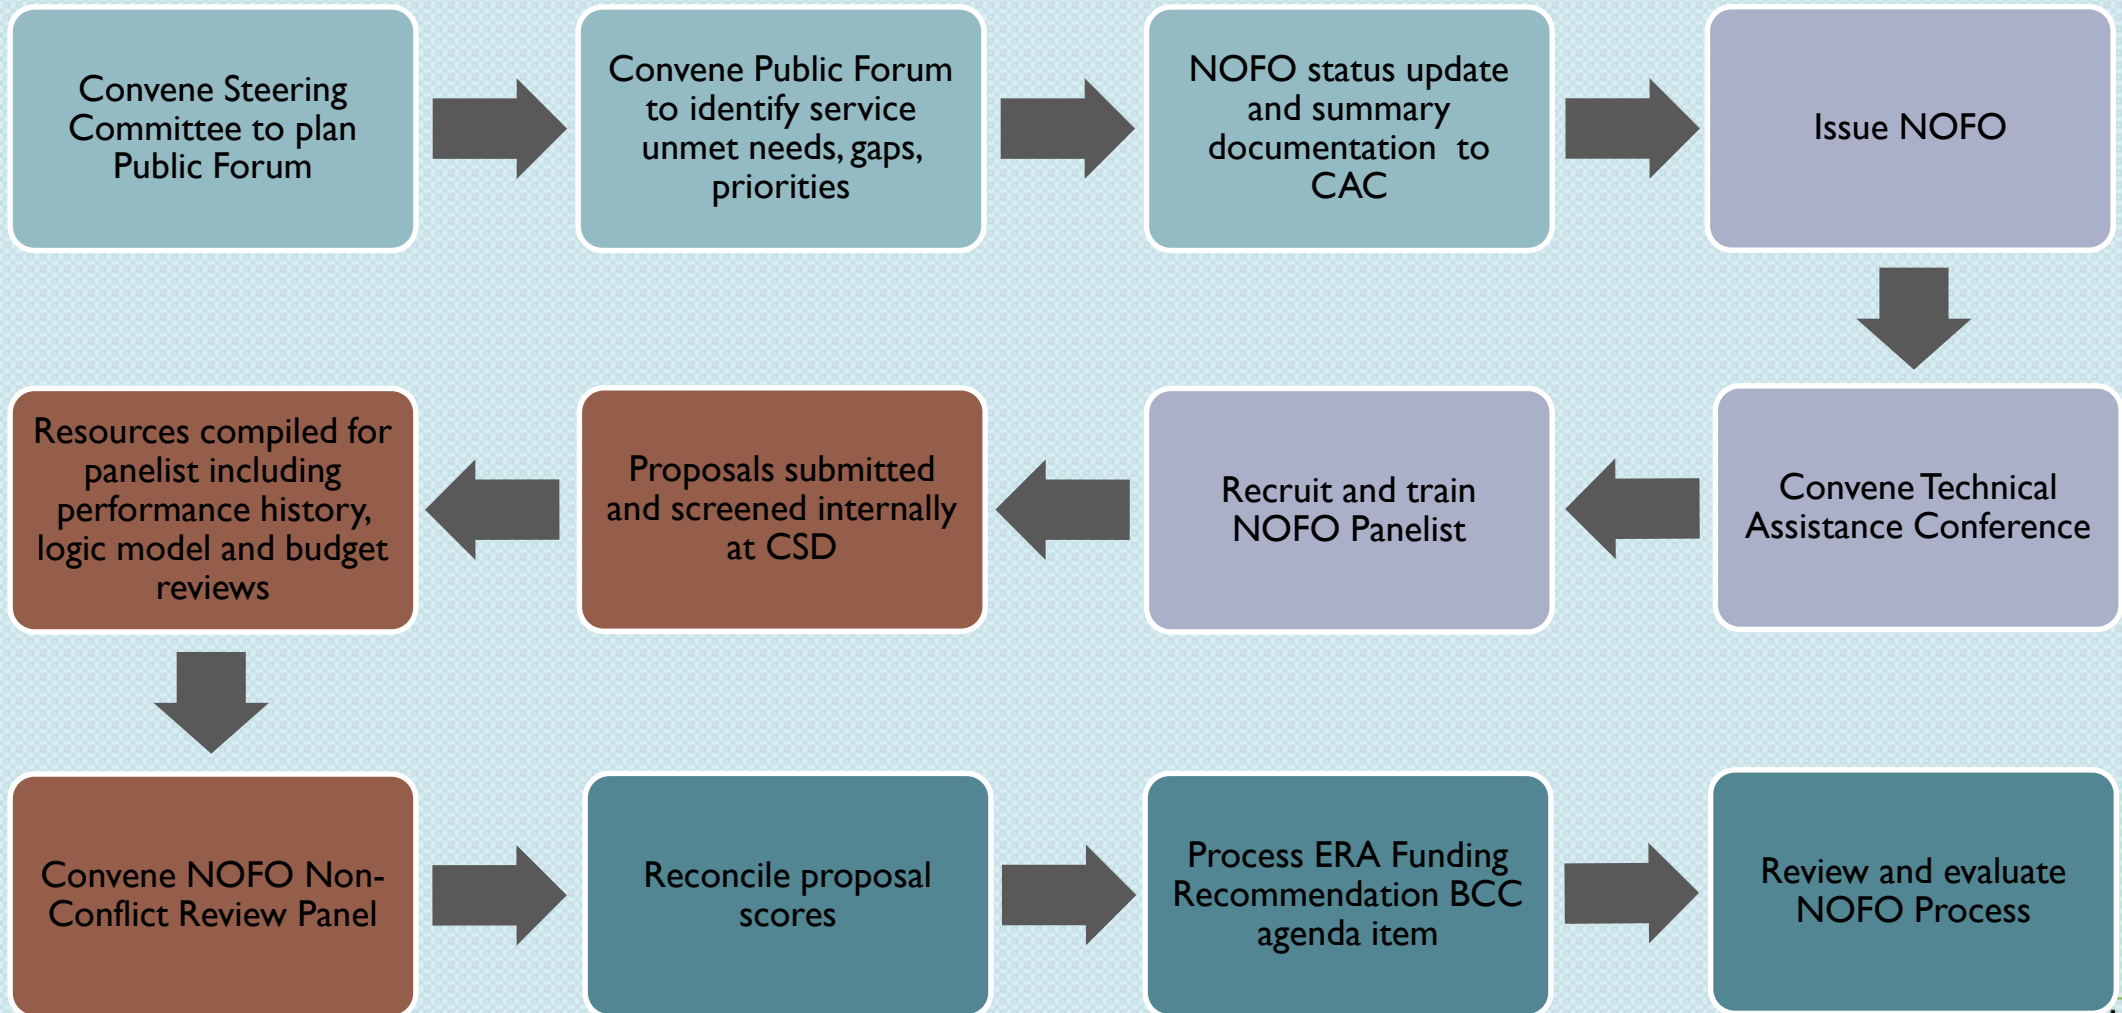 Convene Steering
Committee to plan
Public Forum
Convene Public Forum
to identify service
unmet needs, gaps,
priorities
NOFO status update
and summary
documentation to
CAC
Issue NOFO
Convene Technical
Assistance Conference
Recruit and train
NOFO Panelist
Proposals submitted
and screened internally
at CSD
Resources compiled for
panelist including
performance history,
logic model and budget
reviews
Convene NOFO Non-
Conflict Review Panel
Reconcile proposal
scores
Process ERA Funding
Recommendation BCC
agenda item
Review and evaluate
NOFO Process